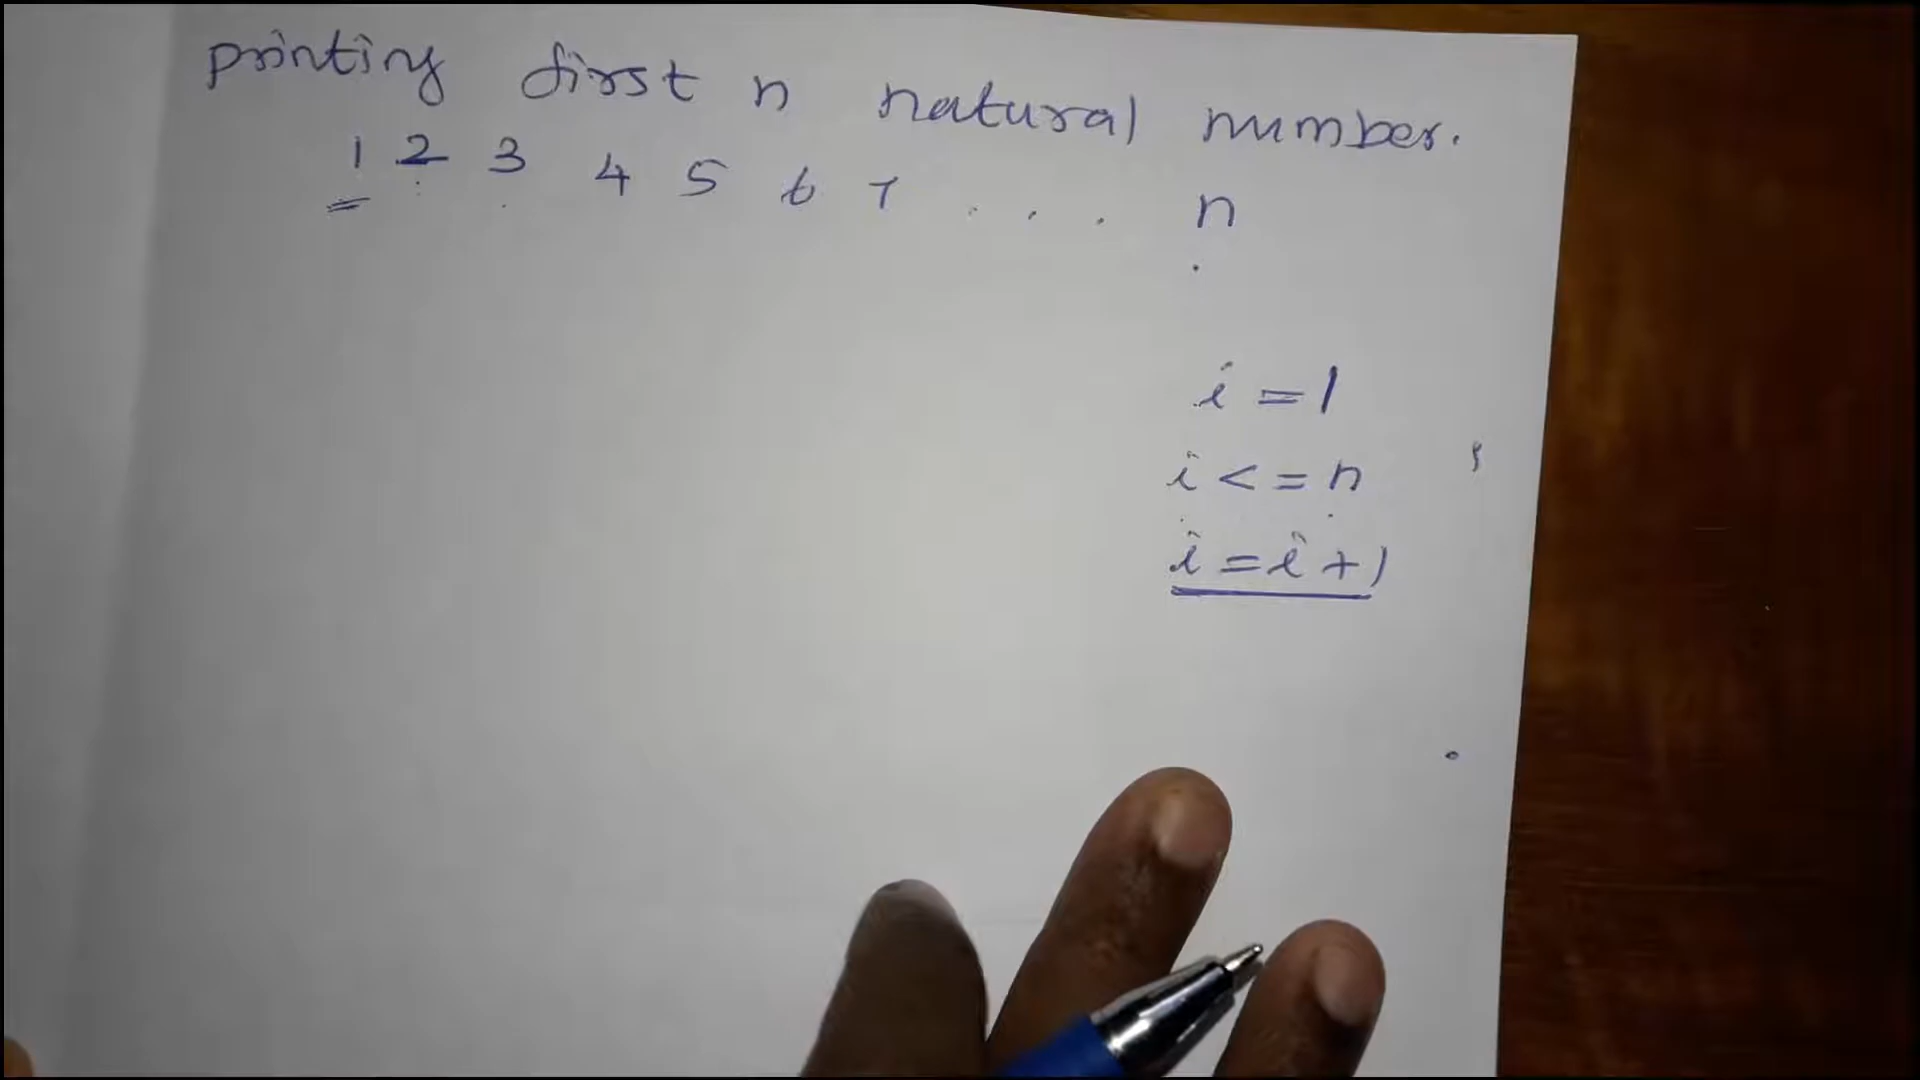 printing first n natural number.
1 2 3 4 5 6 7 . . . n
i = 1
i < = n
i = i + 1